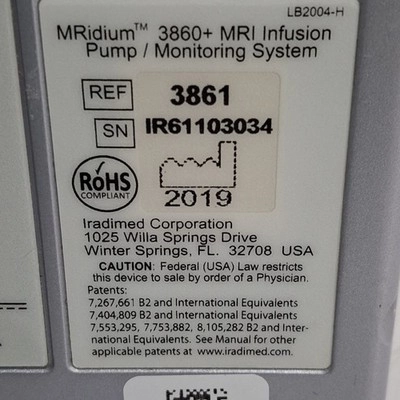 LB2004-H
MRidium™ 3860+ MRI Infusion
Pump / Monitoring System
REF 3861
SN IR61103034
RoHS
COMPLIANT
2019
Iradimed Corporation
1025 Willa Springs Drive
Winter Springs, FL. 32708 USA
CAUTION: Federal (USA) Law restricts
this device to sale by order of a Physician.
Patents:
7,267,661 B2 and International Equivalents
7,404,809 B2 and International Equivalents
7,553,295, 7,753,882, 8,105,282 B2 and Inter-
national Equivalents. See Manual for other
applicable patents at www.iradimed.com